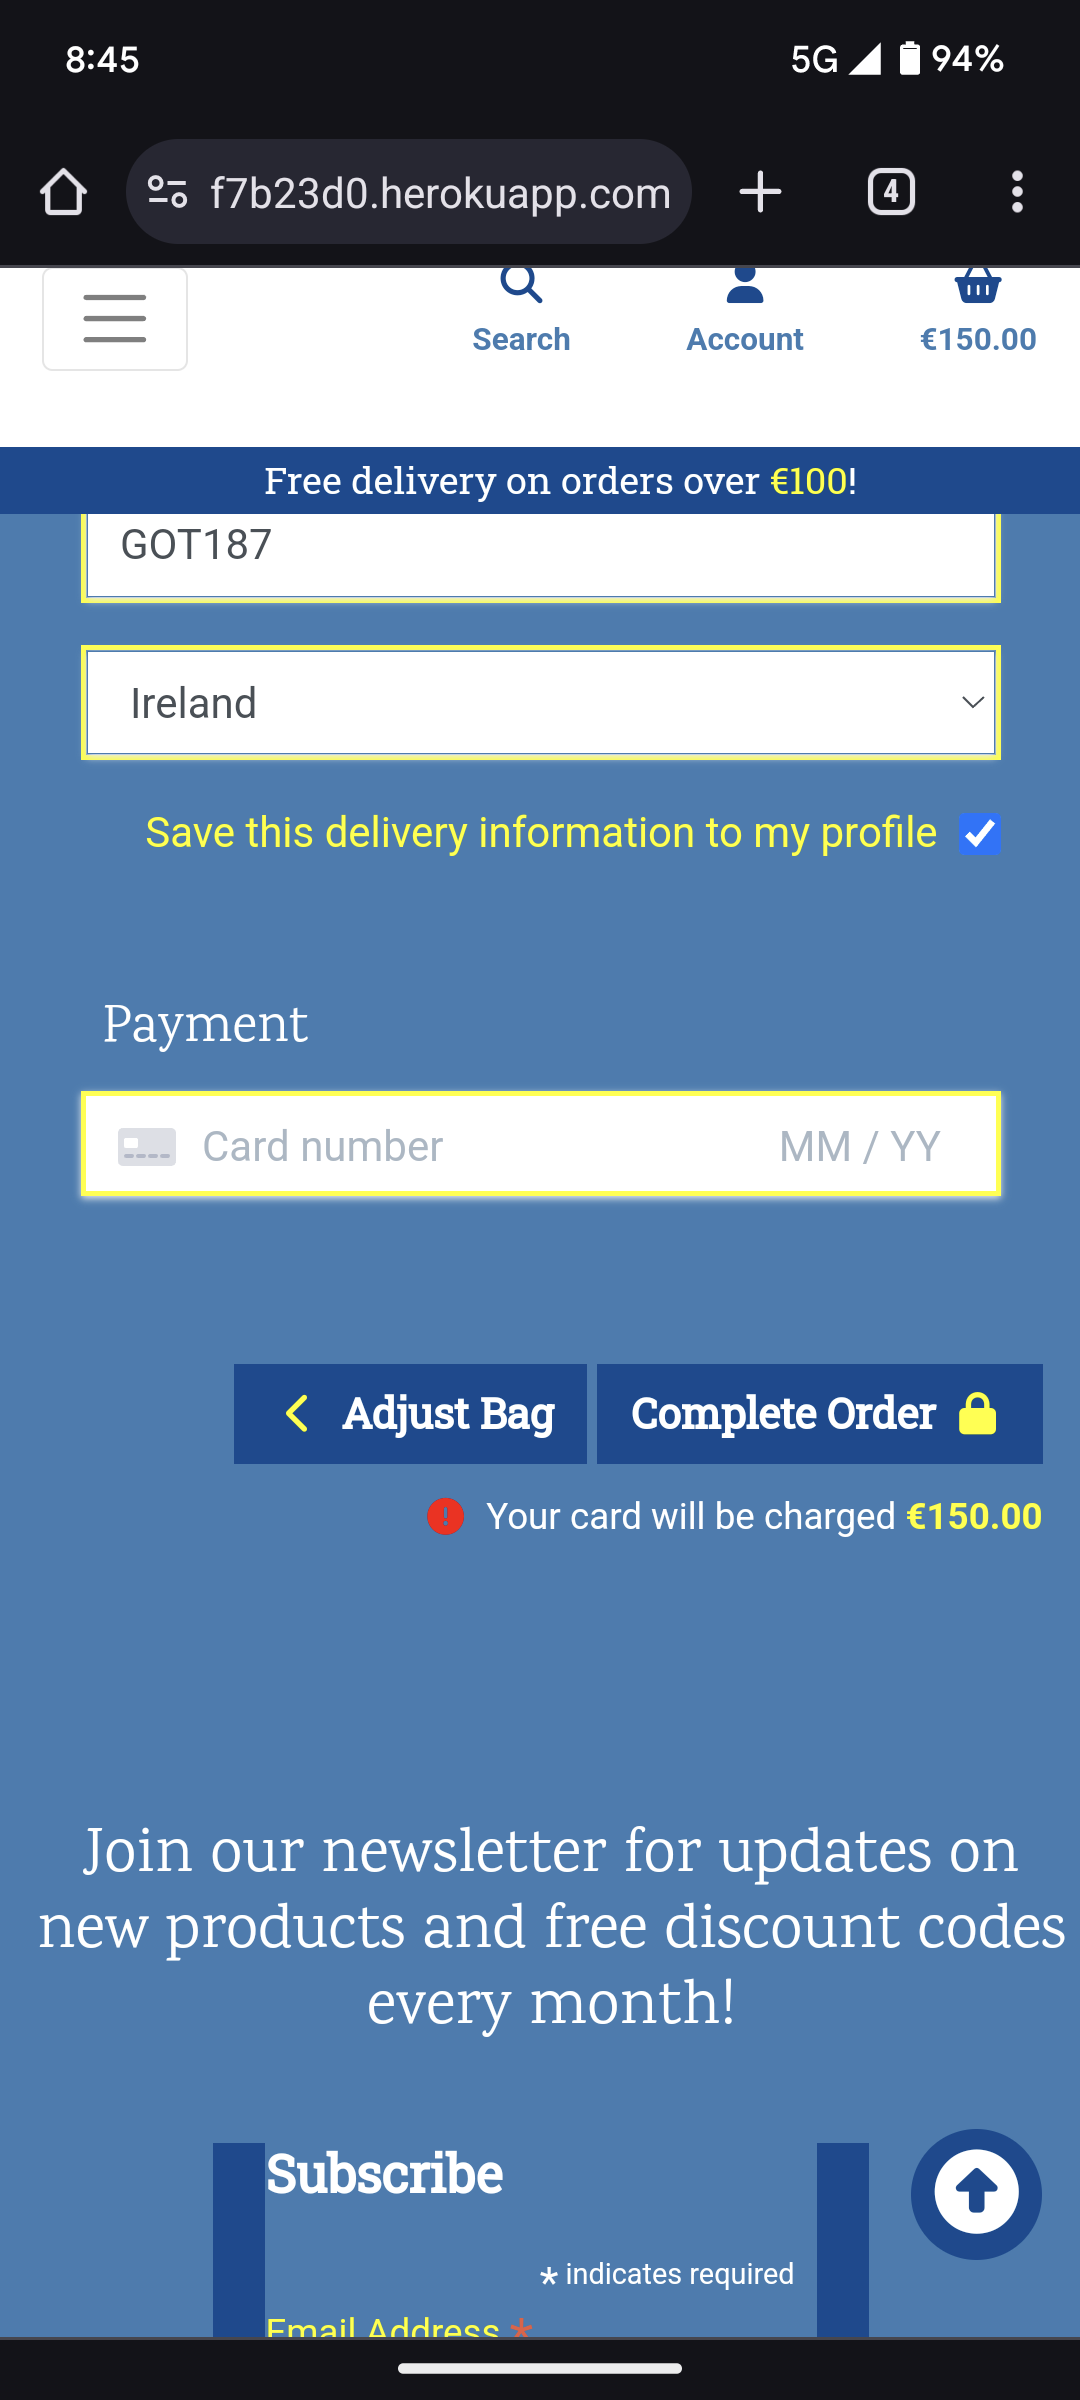 8:45
5G 94%
f7b23d0.herokuapp.com
4
Search
Account
€150.00
Free delivery on orders over €100!
GOT187
Ireland
Save this delivery information to my profile
Payment
Card number MM / YY
Adjust Bag
Complete Order
Your card will be charged €150.00
Join our newsletter for updates on
new products and free discount codes
every month!
Subscribe
* indicates required
Email Address *